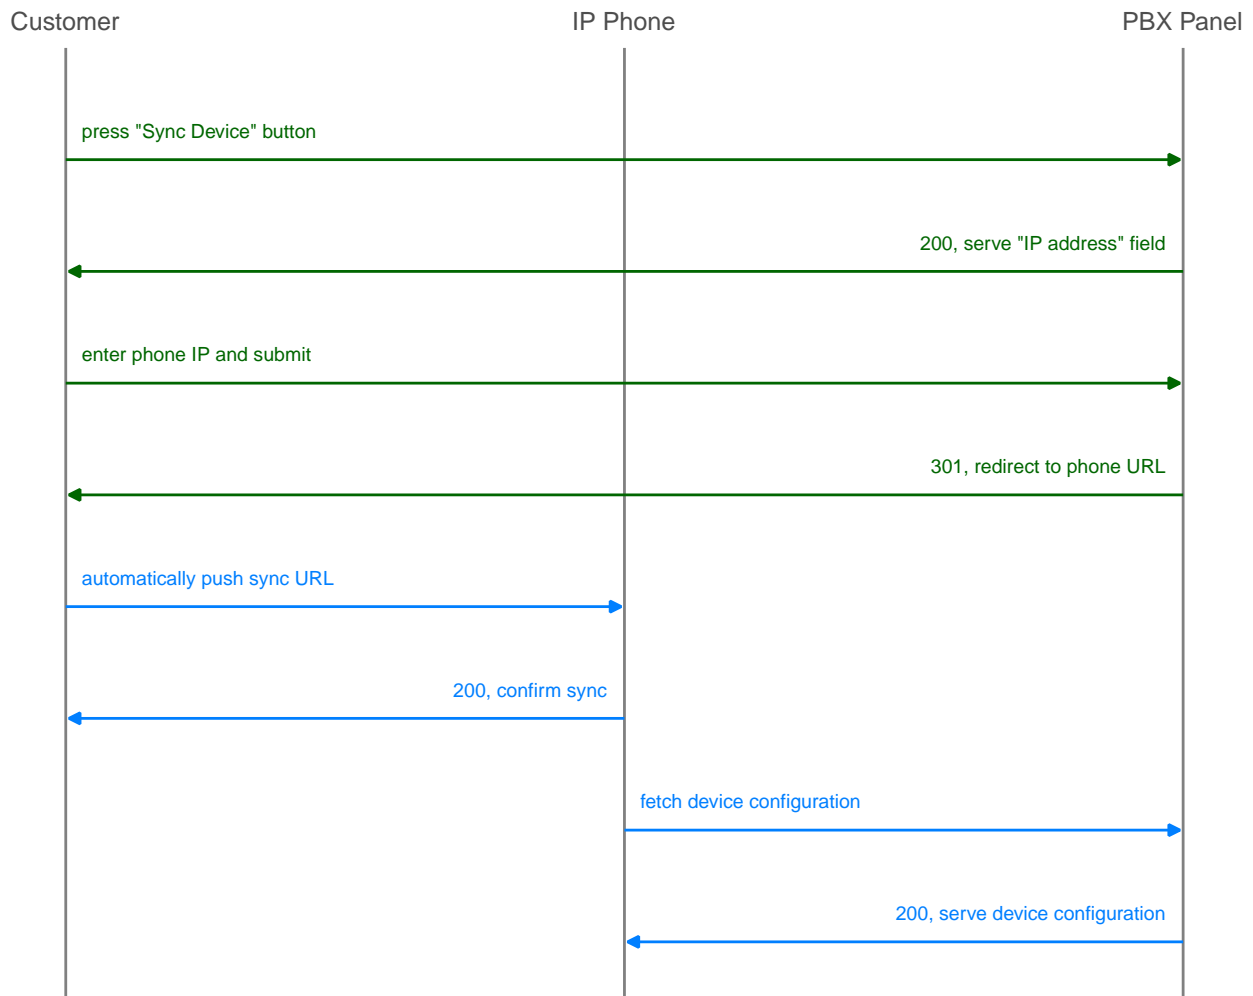 Customer
IP Phone
PBX Panel
press "Sync Device" button
200, serve "IP address" field
enter phone IP and submit
301, redirect to phone URL
automatically push sync URL
200, confirm sync
fetch device configuration
200, serve device configuration